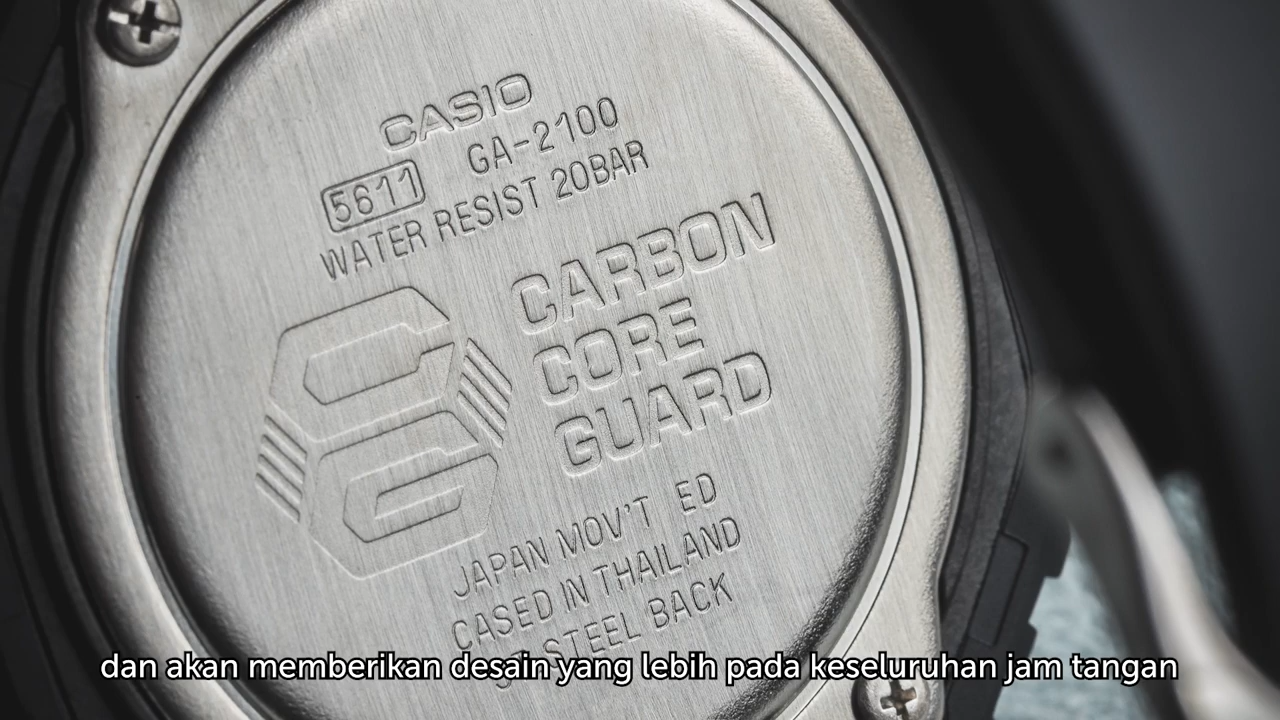 CASIO
5611 GA-2100
WATER RESIST 20BAR
CARBON
CORE
GUARD
JAPAN MOV'T ED
CASED IN THAILAND
STEEL BACK
dan akan memberikan desain yang lebih pada keseluruhan jam tangan